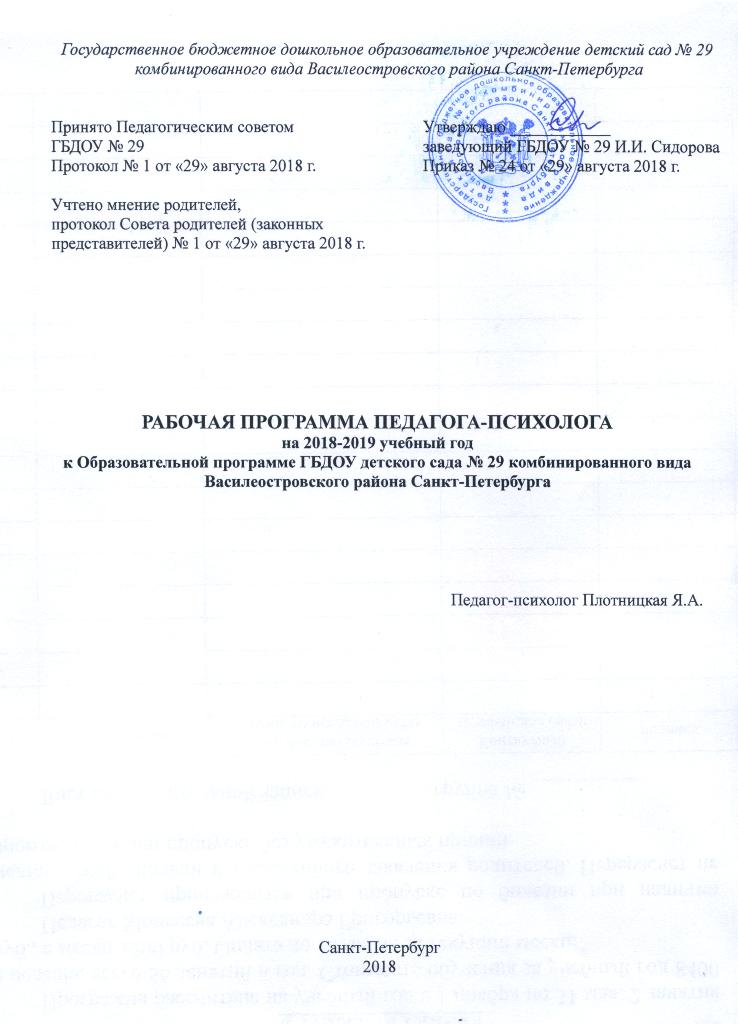 Государственное бюджетное дошкольное образовательное учреждение детский сад № 29
комбинированного вида Василеостровского района Санкт-Петербурга
Принято Педагогическим советом
ГБДОУ № 29
Протокол № 1 от «29» августа 2018 г.
Учтено мнение родителей,
протокол Совета родителей (законных
представителей) № 1 от «29» августа 2018 г.
Утверждаю
заведующий ГБДОУ № 29 И.И. Сидорова
Приказ № 24 от «29» августа 2018 г.
РАБОЧАЯ ПРОГРАММА ПЕДАГОГА-ПСИХОЛОГА
на 2018-2019 учебный год
к Образовательной программе ГБДОУ детского сада № 29 комбинированного вида
Василеостровского района Санкт-Петербурга
Педагог-психолог Плотницкая Я.А.
Санкт-Петербург
2018